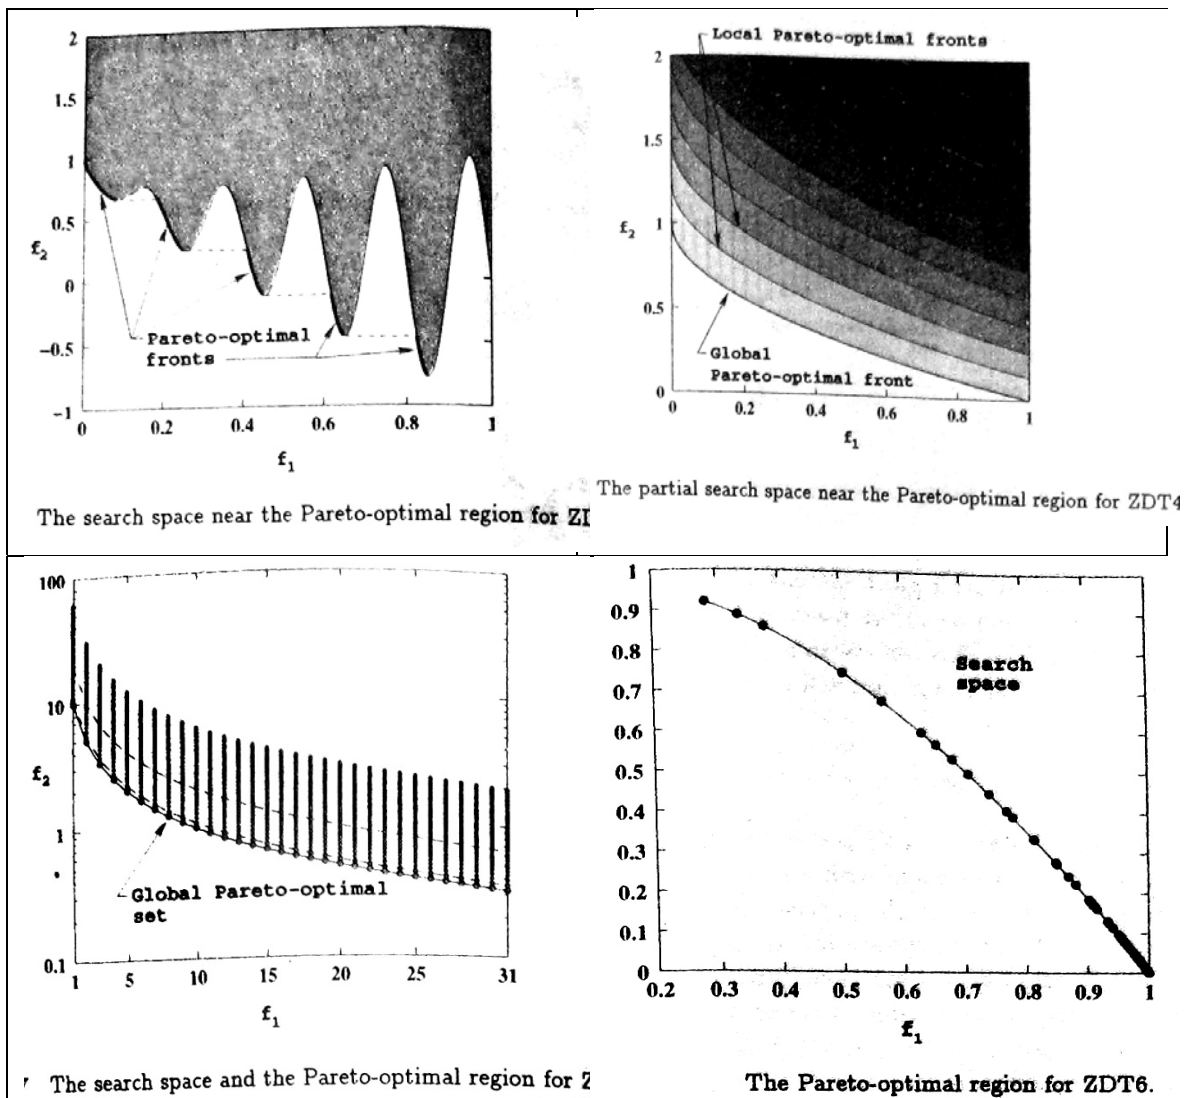 2
1.5
1
0.5
f2
0
−0.5
−1
Pareto-optimal
fronts
0 0.2 0.4 0.6 0.8 1
f1
The search space near the Pareto-optimal region for ZD
Local Pareto-optimal fronts
2
1.5
1
f2
0.5
0
Global
Pareto-optimal front
0 0.2 0.4 0.6 0.8 1
f1
The partial search space near the Pareto-optimal region for ZDT4
100
10
f2
1
0.1
Global Pareto-optimal
set
1 5 10 15 20 25 31
f1
The search space and the Pareto-optimal region for Z
1
0.9
0.8
0.7
0.6
0.5
0.4
0.3
0.2
0.1
0
Search
space
0.2 0.3 0.4 0.5 0.6 0.7 0.8 0.9 1
f1
The Pareto-optimal region for ZDT6.